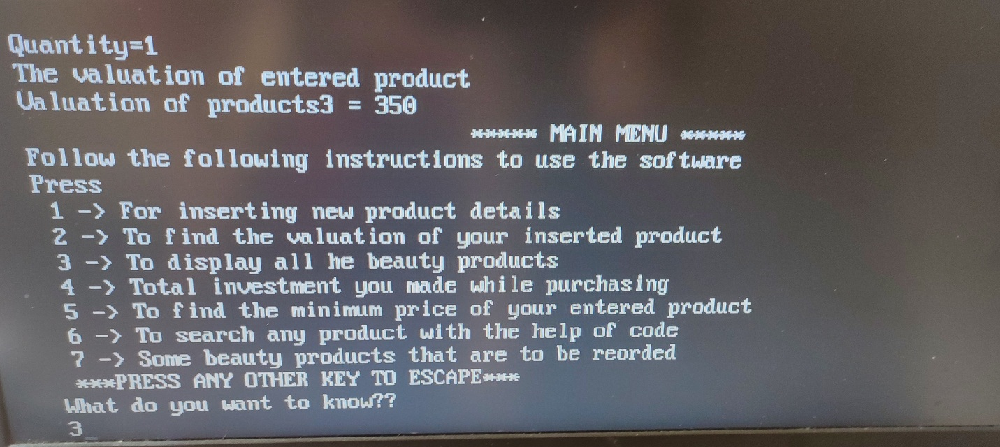 Quantity=1
The valuation of entered product
Valuation of products3 = 350
***** MAIN MENU *****
Follow the following instructions to use the software
Press
1 -> For inserting new product details
2 -> To find the valuation of your inserted product
3 -> To display all he beauty products
4 -> Total investment you made while purchasing
5 -> To find the minimum price of your entered product
6 -> To search any product with the help of code
7 -> Some beauty products that are to be reorded
***PRESS ANY OTHER KEY TO ESCAPE***
What do you want to know??
3_